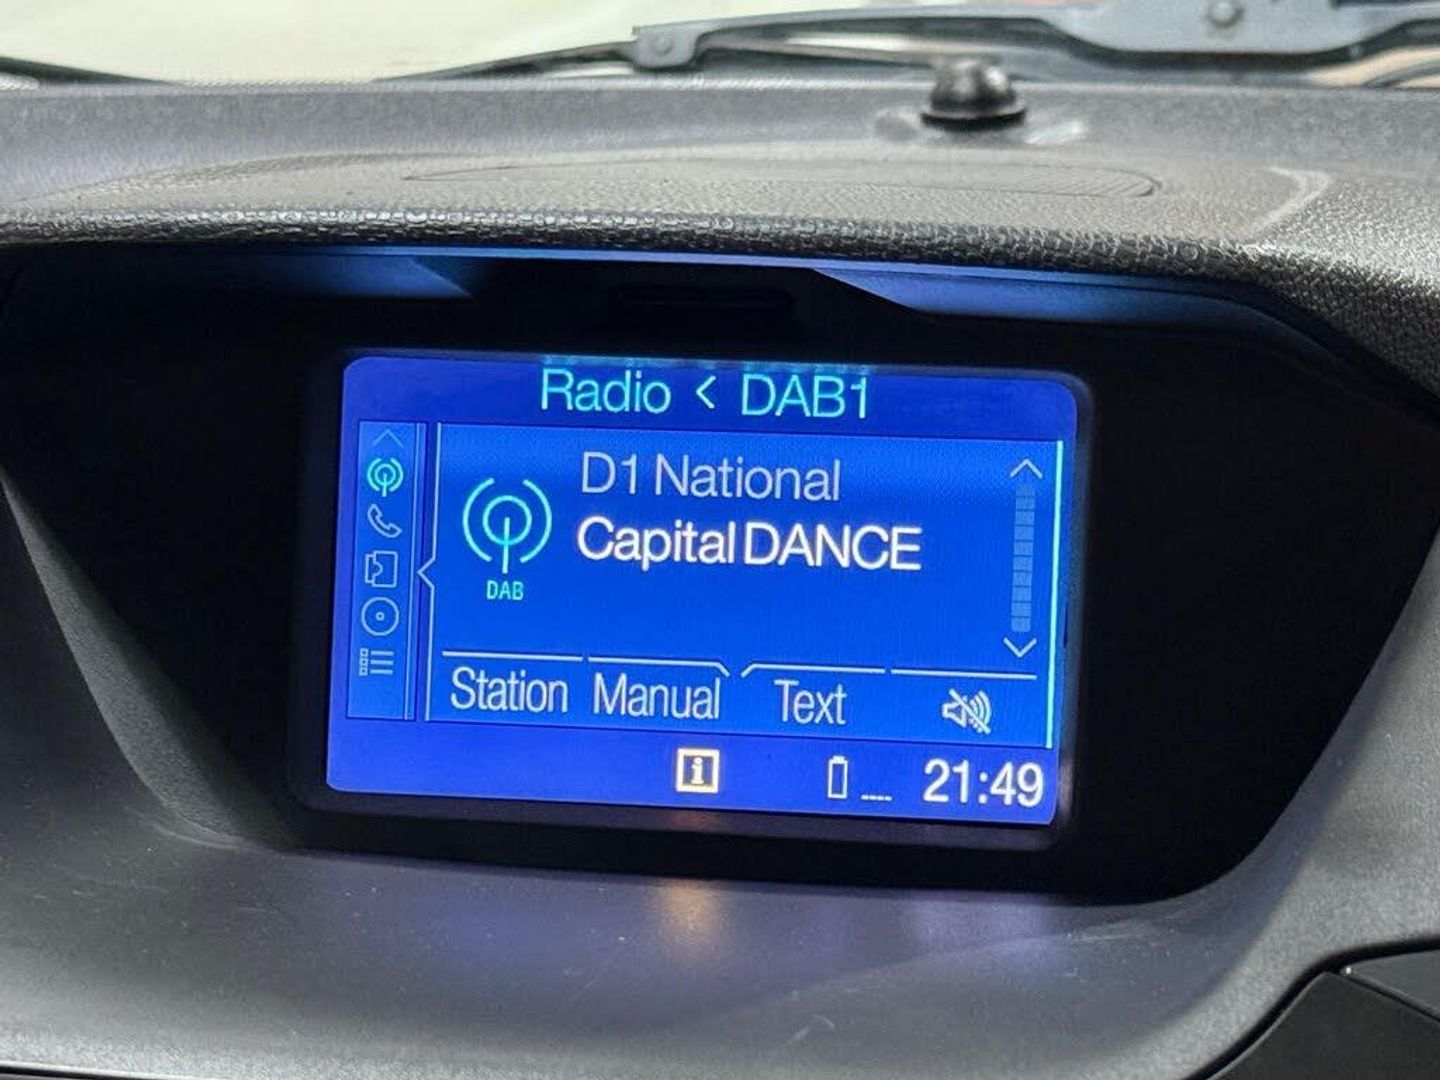 Radio < DAB1
D1 National
Capital DANCE
DAB
Station Manual Text
i 21:49